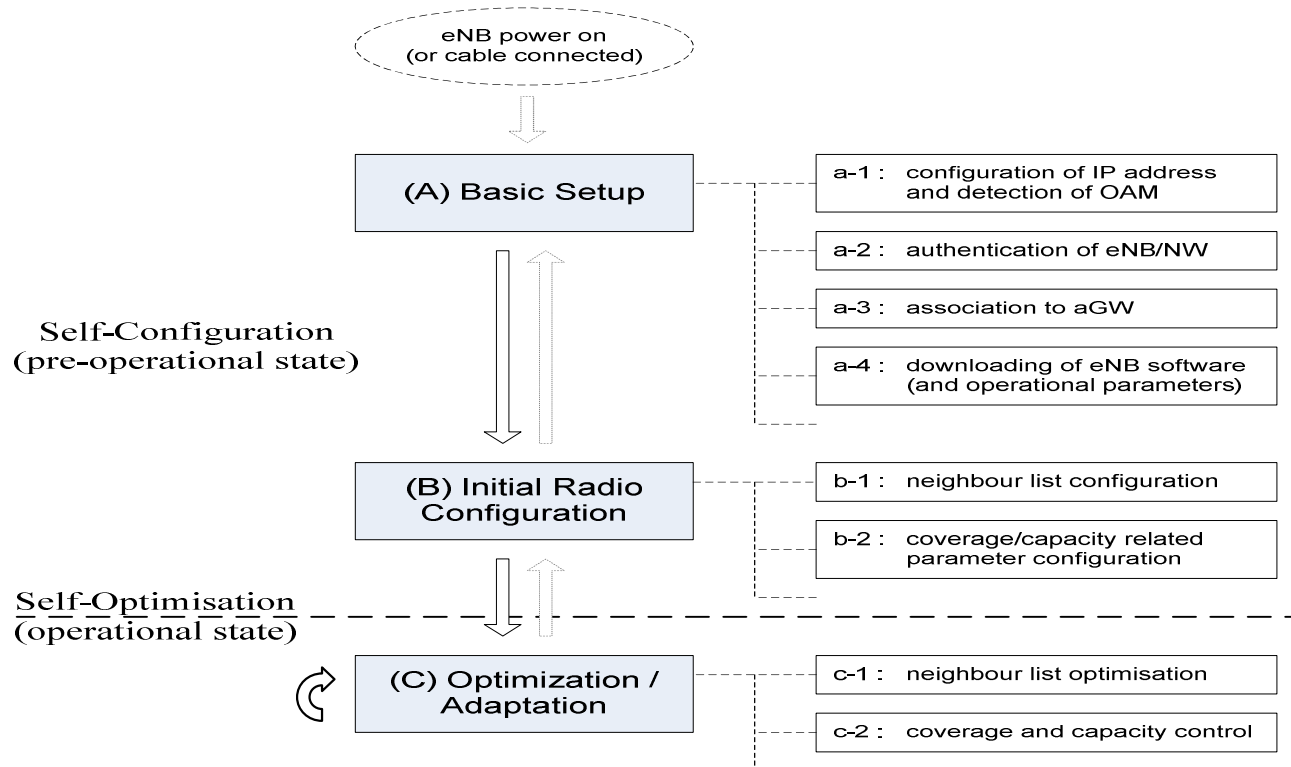 eNB power on
(or cable connected)
(A) Basic Setup
a-1 : configuration of IP address
and detection of OAM
a-2 : authentication of eNB/NW
a-3 : association to aGW
a-4 : downloading of eNB software
(and operational parameters)
Self-Configuration
(pre-operational state)
(B) Initial Radio
Configuration
b-1 : neighbour list configuration
b-2 : coverage/capacity related
parameter configuration
Self-Optimisation
(operational state)
(C) Optimization /
Adaptation
c-1 : neighbour list optimisation
c-2 : coverage and capacity control